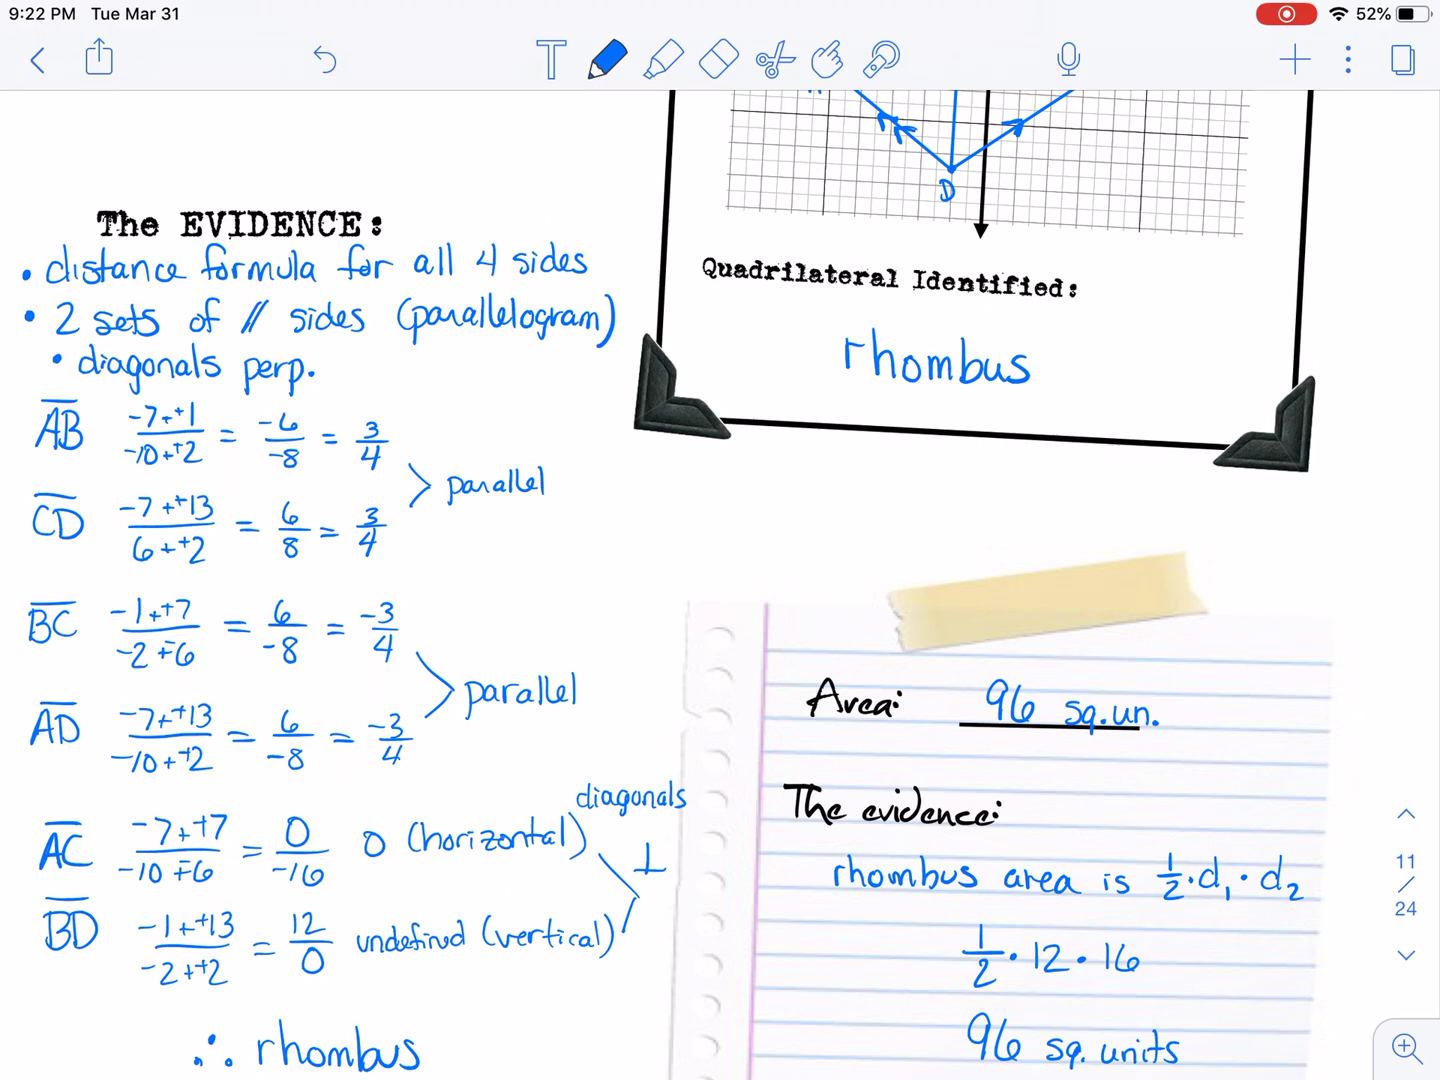 9:22 PM Tue Mar 31
52%
T
D
Quadrilateral Identified:
rhombus
The EVIDENCE:
• distance formula for all 4 sides
• 2 sets of // sides (parallelogram)
• diagonals perp.
AB -7++1/-10++2 = -6/-8 = 3/4
> parallel
CD -7++13/6++2 = 6/8 = 3/4
BC -1++7/-2+-6 = 6/-8 = -3/4
> parallel
AD -7++13/-10++2 = 6/-8 = -3/4
diagonals
AC -7++7/-10+-6 = 0/-16 0 (horizontal)
⊥
BD -1++13/-2++2 = 12/0 undefined (vertical)
∴ rhombus
Area: 96 sq.un.
The evidence:
rhombus area is 1/2·d₁·d₂
1/2·12·16
96 sq. units
11
/
24